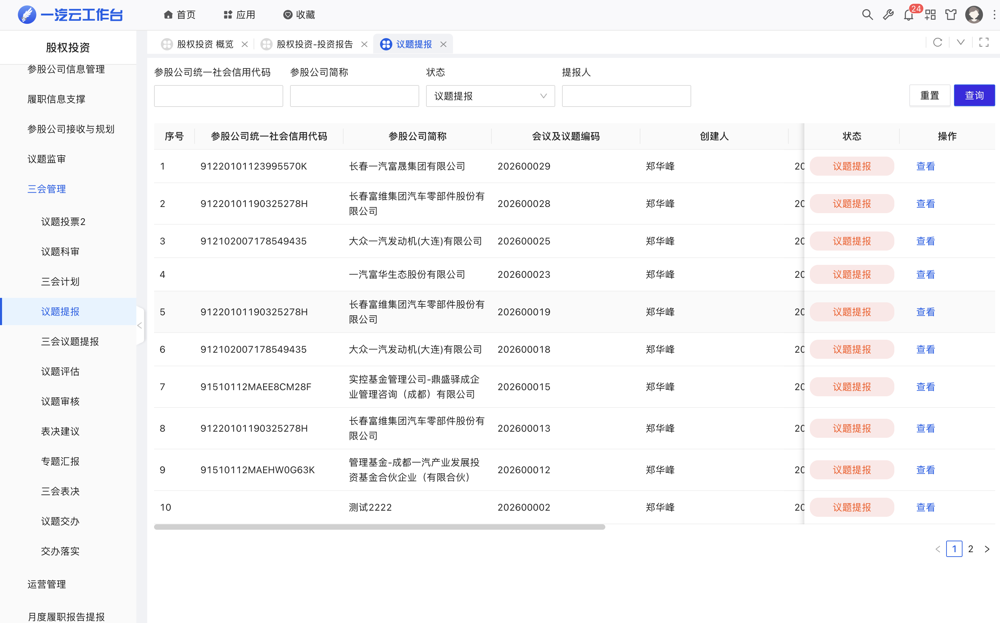 一汽云工作台
首页
应用
收藏
24
股权投资
参股公司信息管理
履职信息支撑
参股公司接收与规划
议题监审
三会管理
议题投票2
议题科审
三会计划
议题提报
三会议题提报
议题评估
议题审核
表决建议
专题汇报
三会表决
议题交办
交办落实
运营管理
月度履职报告提报
股权投资 概览
股权投资-投资报告
议题提报
参股公司统一社会信用代码
参股公司简称
状态
提报人
议题提报
重置
查询
序号 参股公司统一社会信用代码 参股公司简称 会议及议题编码 创建人 状态 操作
1 91220101123995570K 长春一汽富晟集团有限公司 202600029 郑华峰 20 议题提报 查看
2 91220101190325278H 长春富维集团汽车零部件股份有
限公司 202600028 郑华峰 20 议题提报 查看
3 912102007178549435 大众一汽发动机(大连)有限公司 202600025 郑华峰 20 议题提报 查看
4 一汽富华生态股份有限公司 202600023 郑华峰 20 议题提报 查看
5 91220101190325278H 长春富维集团汽车零部件股份有
限公司 202600019 郑华峰 20 议题提报 查看
6 912102007178549435 大众一汽发动机(大连)有限公司 202600018 郑华峰 20 议题提报 查看
7 91510112MAEE8CM28F 实控基金管理公司-鼎盛驿成企
业管理咨询（成都）有限公司 202600015 郑华峰 20 议题提报 查看
8 91220101190325278H 长春富维集团汽车零部件股份有
限公司 202600013 郑华峰 20 议题提报 查看
9 91510112MAEHW0G63K 管理基金-成都一汽产业发展投
资基金合伙企业（有限合伙） 202600012 郑华峰 20 议题提报 查看
10 测试2222 202600002 郑华峰 20 议题提报 查看
1 2